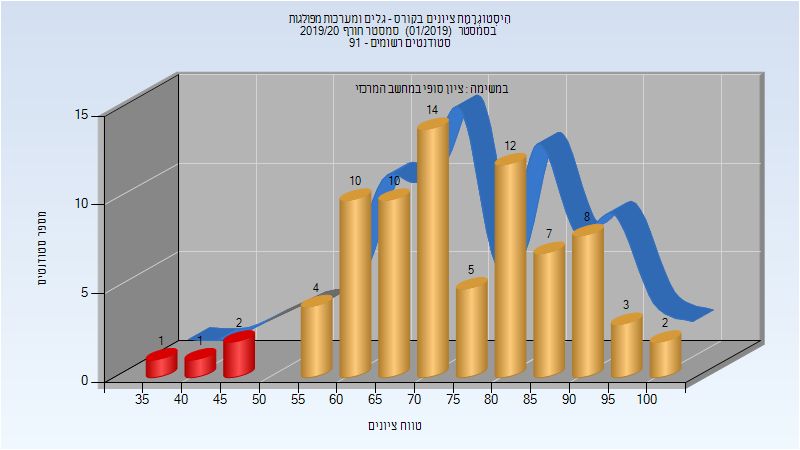 היסטוגרמת ציונים בקורס - גלים ומערכות מפולגות
בסמסטר (01/2019) סמסטר חורף 2019/20
סטודנטים רשומים - 91
במשימה : ציון סופי במחשב המרכזי
מספר סטודנטים
15
10
5
0
1
1
2
4
10
10
14
5
12
7
8
3
2
35 40 45 50 55 60 65 70 75 80 85 90 95 100
טווח ציונים